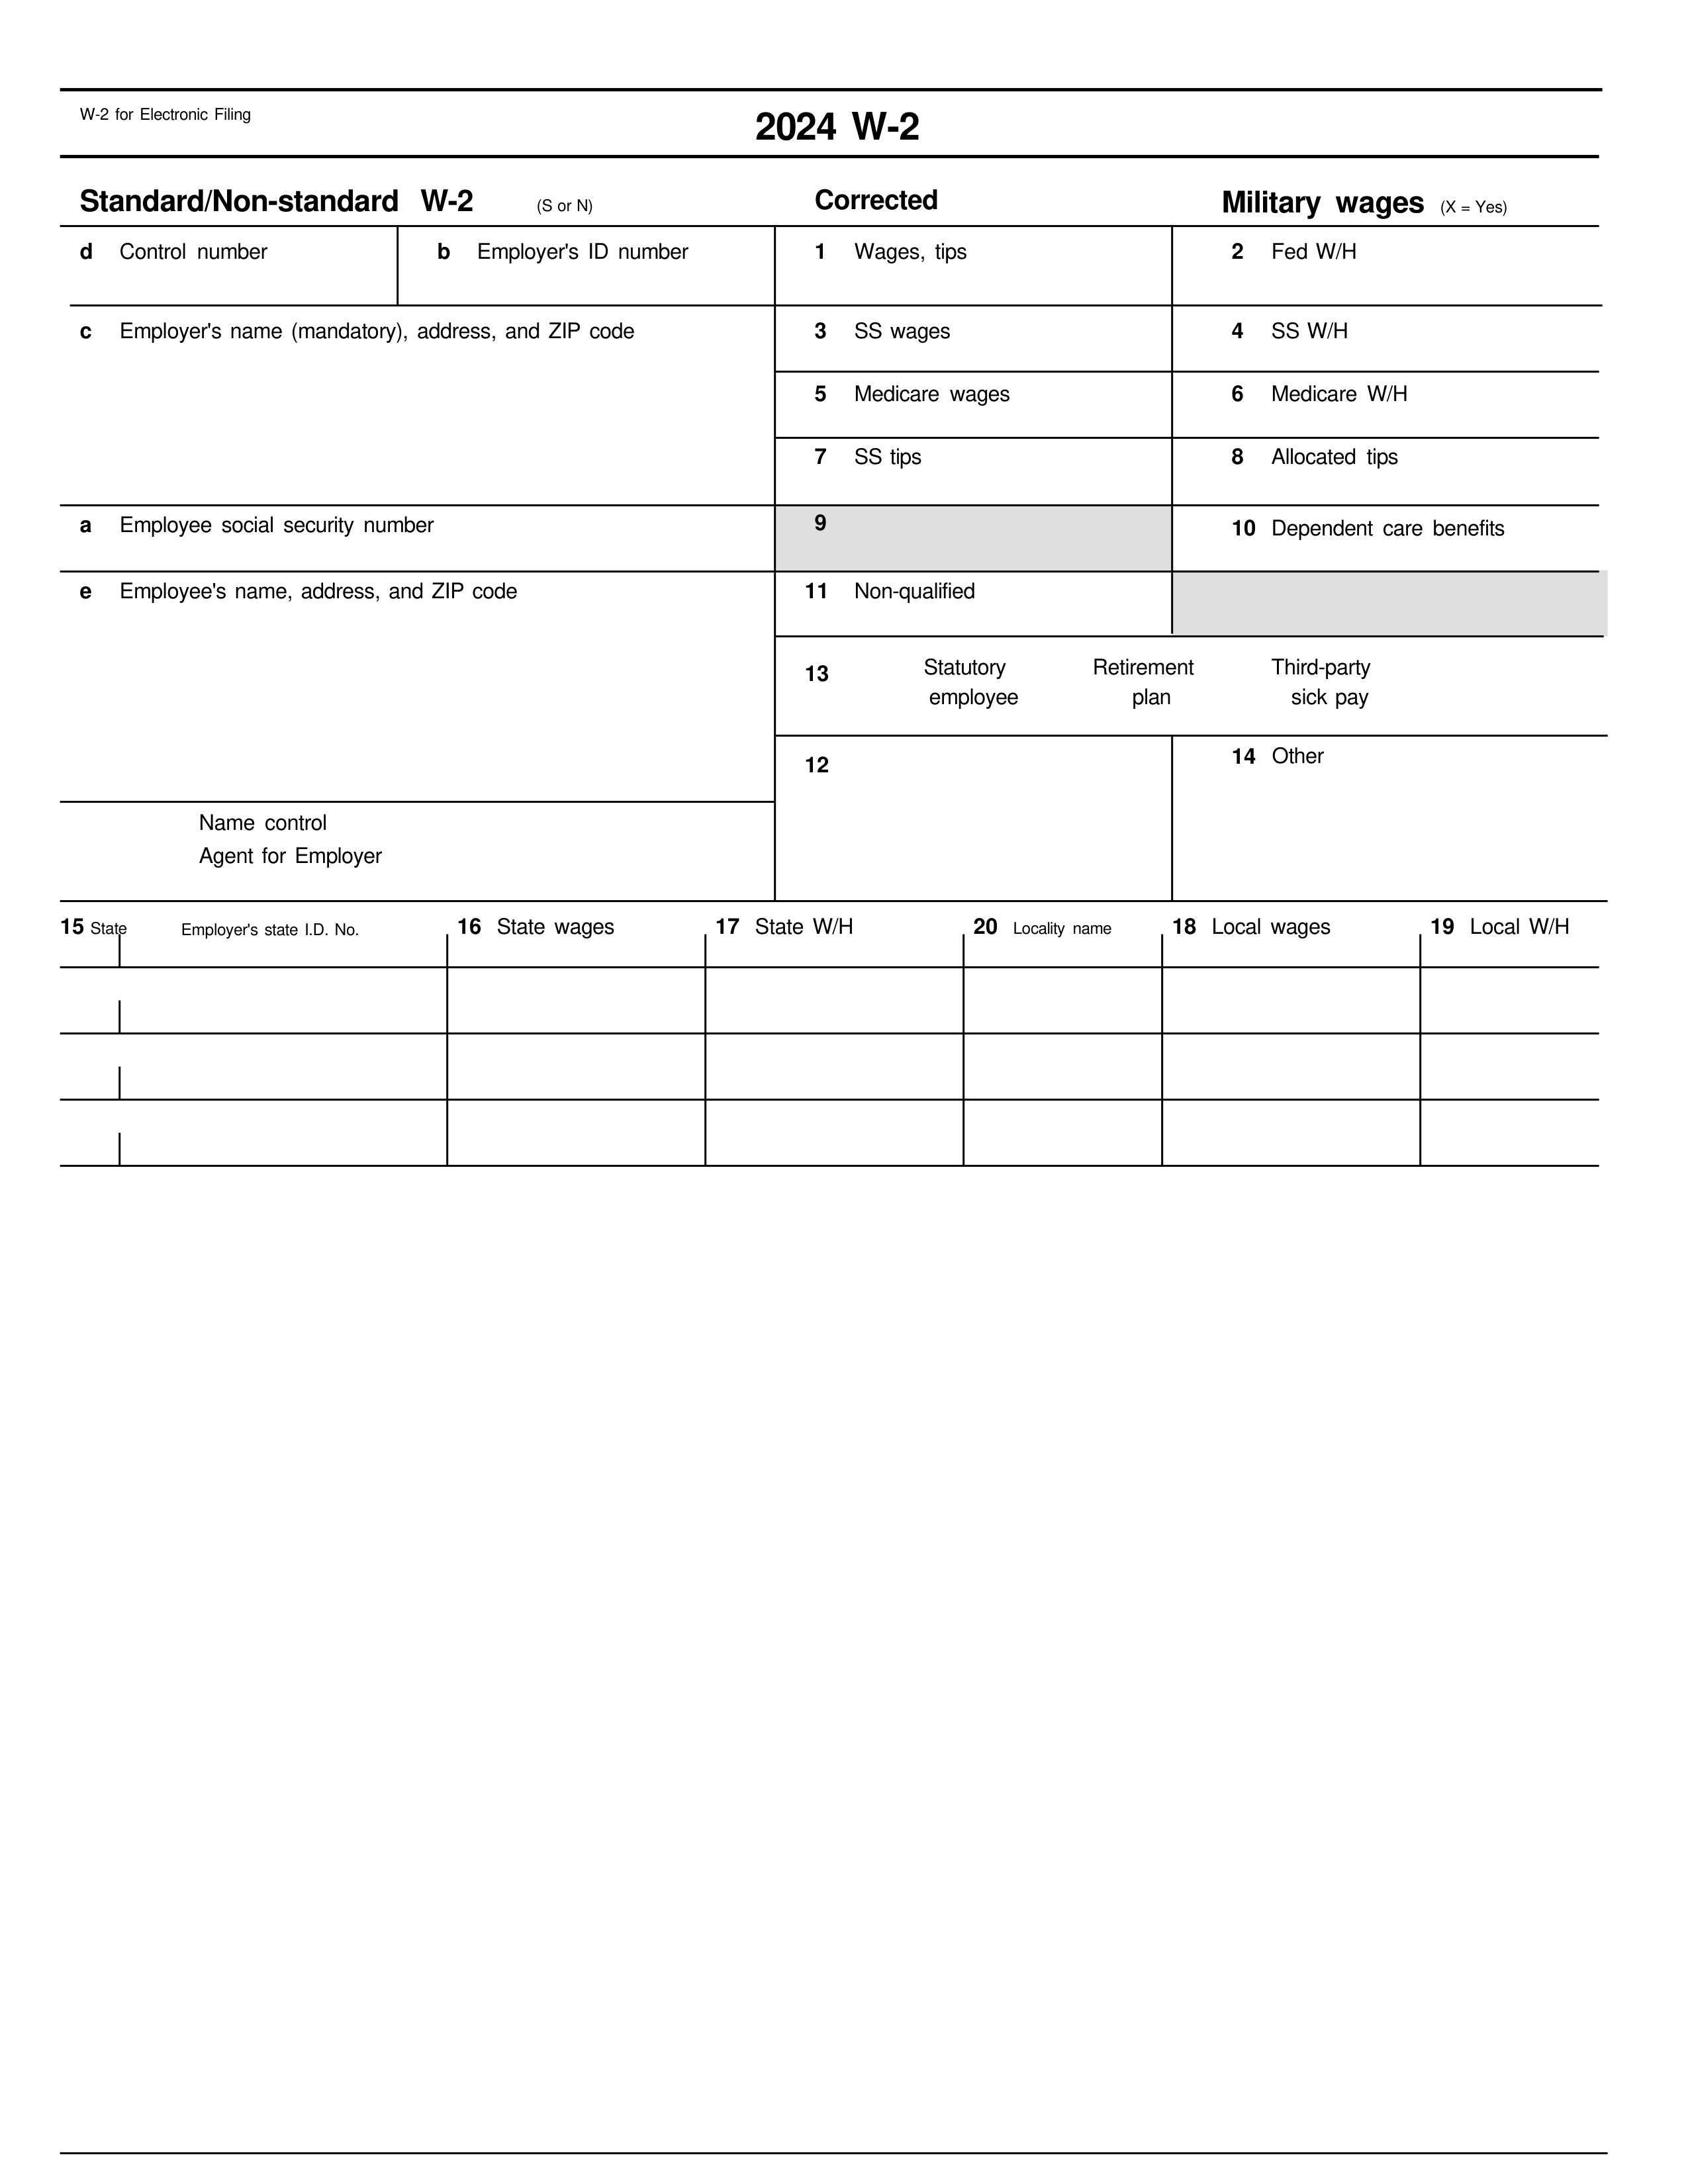 W-2 for Electronic Filing
2024 W-2
Standard/Non-standard W-2 (S or N) Corrected Military wages (X = Yes)
d Control number b Employer's ID number 1 Wages, tips 2 Fed W/H
c Employer's name (mandatory), address, and ZIP code 3 SS wages 4 SS W/H
5 Medicare wages 6 Medicare W/H
7 SS tips 8 Allocated tips
a Employee social security number 9 10 Dependent care benefits
e Employee's name, address, and ZIP code 11 Non-qualified
13 Statutory employee Retirement plan Third-party sick pay
12 14 Other
Name control
Agent for Employer
15 State Employer's state I.D. No. 16 State wages 17 State W/H 20 Locality name 18 Local wages 19 Local W/H